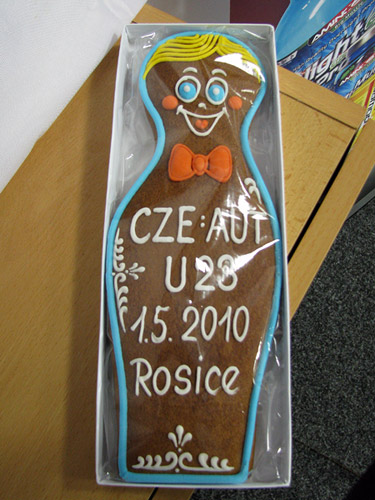 CZE:AUT
U23
1.5. 2010
Rosice